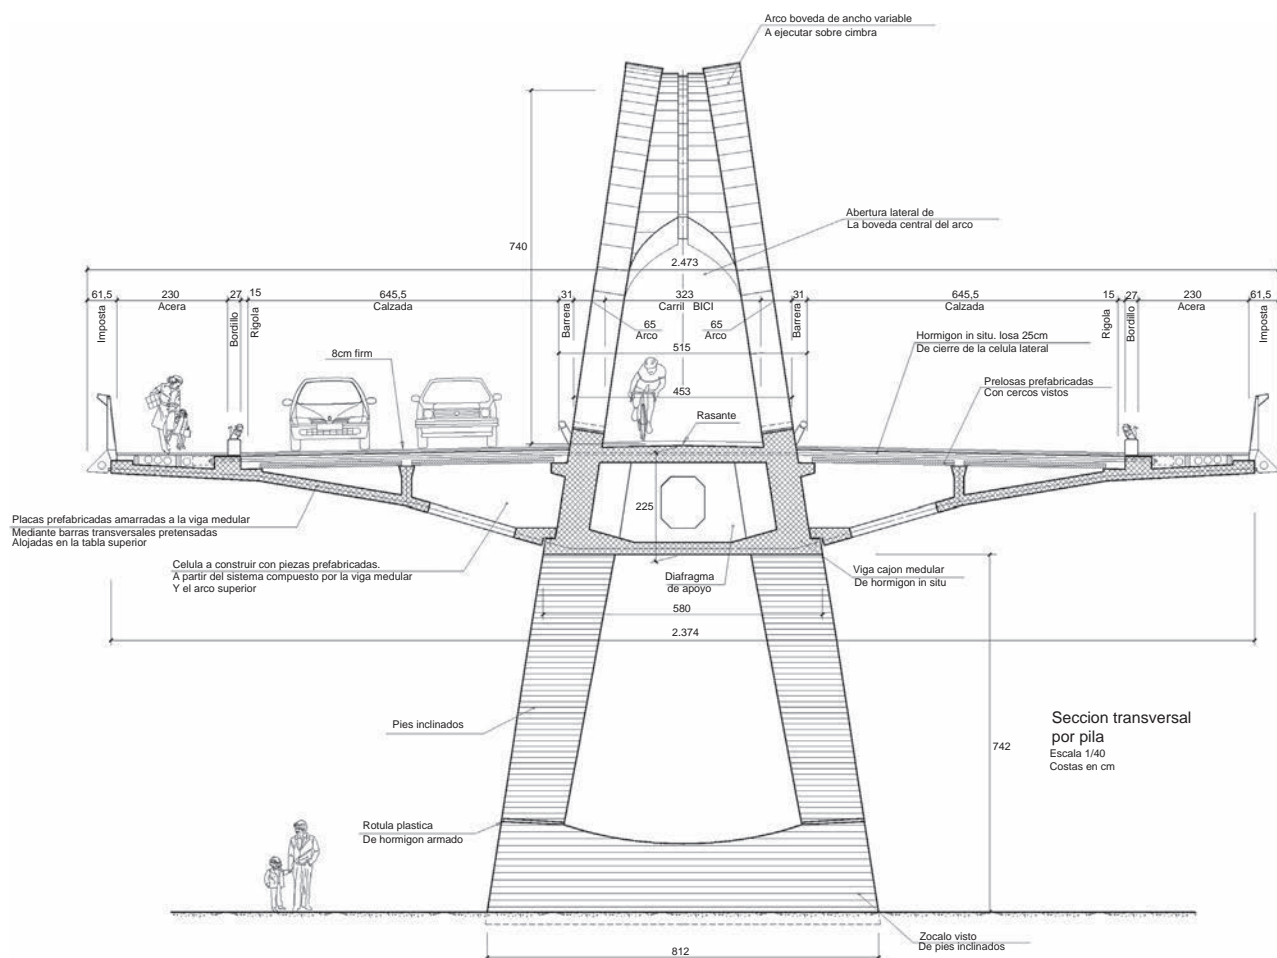 Arco boveda de ancho variable
A ejecutar sobre cimbra
740
Abertura lateral de
La boveda central del arco
2.473
61,5
230
27
15
645,5
31
323
31
645,5
15
27
230
61,5
Imposta
Acera
Bordillo
Rigola
Calzada
Barrera
Carril BICI
Barrera
Calzada
Rigola
Bordillo
Acera
Imposta
65
Arco
65
Arco
515
453
8cm firm
Hormigon in situ. losa 25cm
De cierre de la celula lateral
Prelosas prefabricadas
Con cercos vistos
Rasante
225
Placas prefabricadas amarradas a la viga medular
Mediante barras transversales pretensadas
Alojadas en la tabla superior
Celula a construir con piezas prefabricadas.
A partir del sistema compuesto por la viga medular
Y el arco superior
Diafragma
de apoyo
Viga cajon medular
De hormigon in situ
580
2.374
Pies inclinados
742
Seccion transversal
por pila
Escala 1/40
Costas en cm
Rotula plastica
De hormigon armado
Zocalo visto
De pies inclinados
812